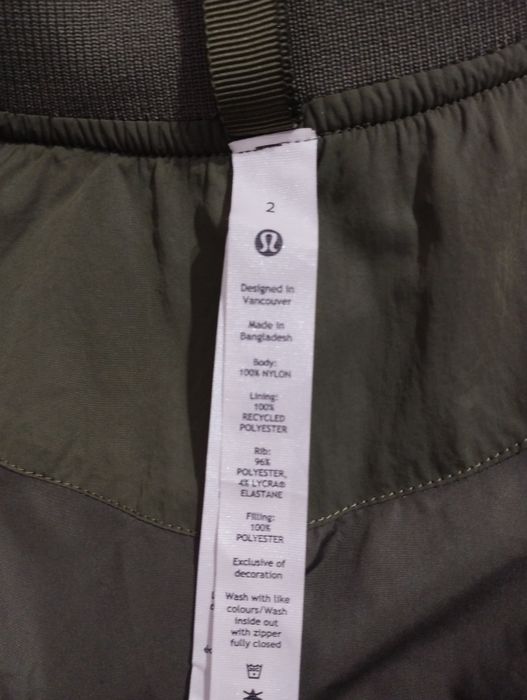 2
Designed in
Vancouver
Made in
Bangladesh
Body:
100% NYLON
Lining:
100%
RECYCLED
POLYESTER
Rib:
96%
POLYESTER,
4% LYCRA®
ELASTANE
Filling:
100%
POLYESTER
Exclusive of
decoration
Wash with like
colours/Wash
inside out
with zipper
fully closed